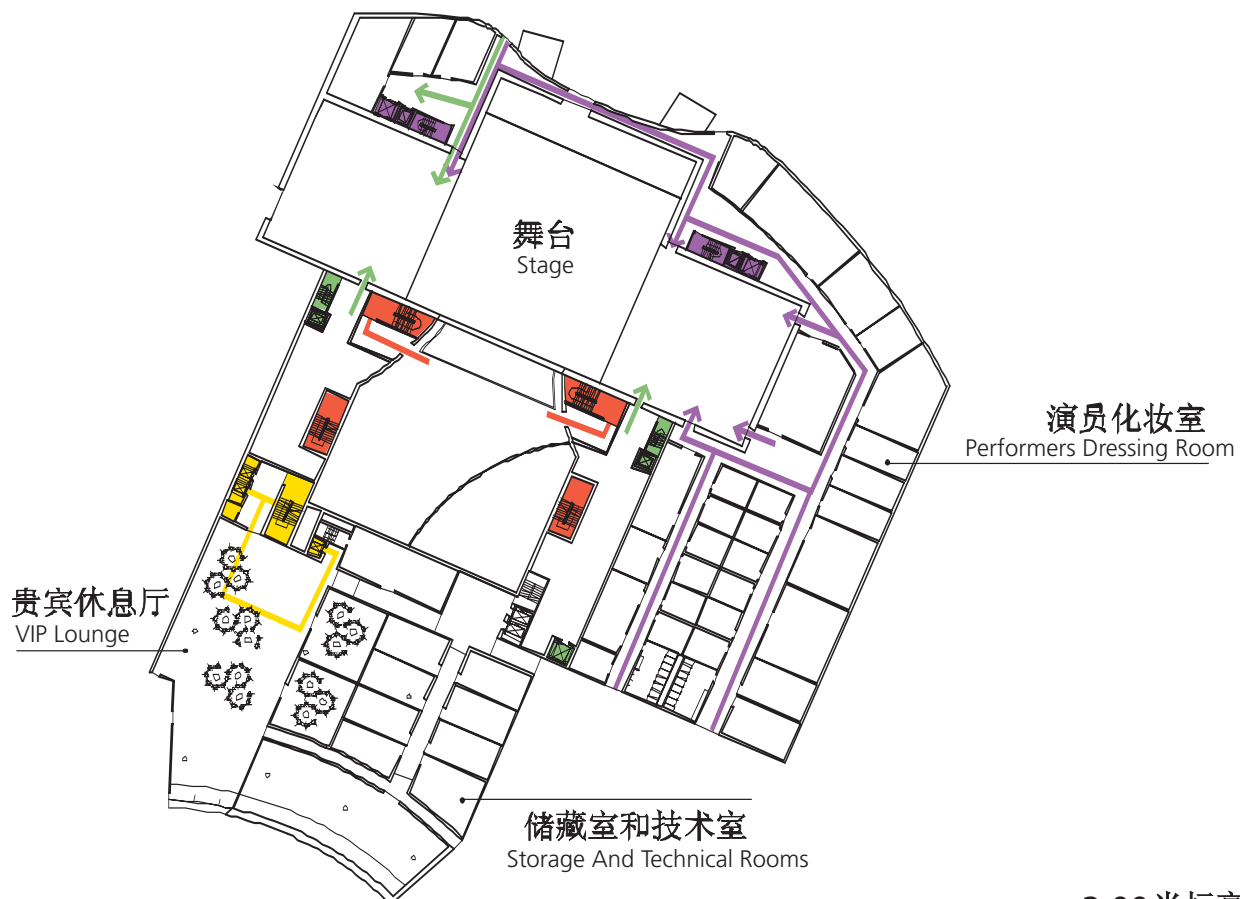 舞台
Stage
演员化妆室
Performers Dressing Room
贵宾休息厅
VIP Lounge
储藏室和技术室
Storage And Technical Rooms